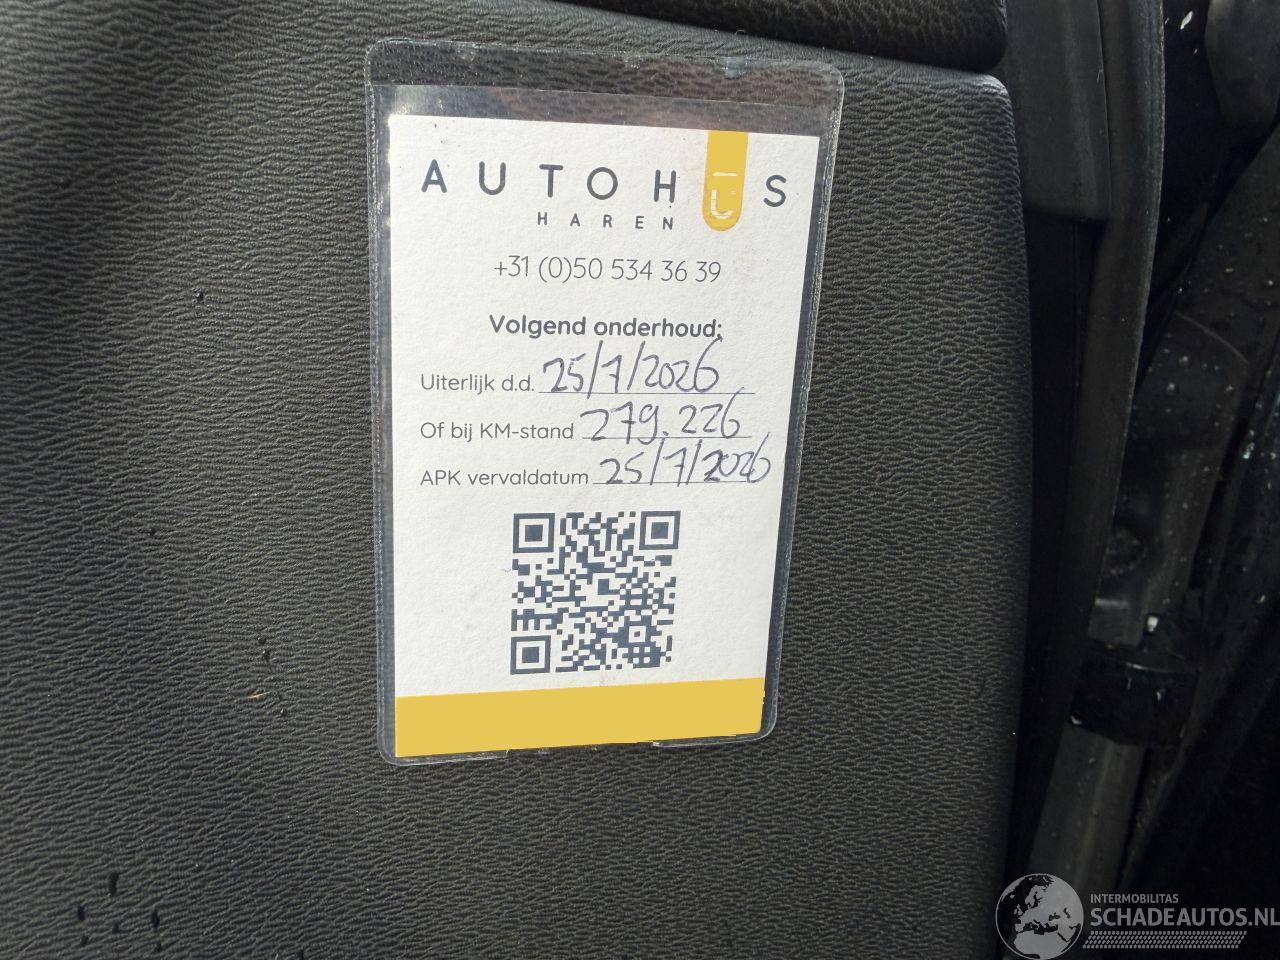 AUTOHUS
HAREN
+31 (0)50 534 36 39
Volgend onderhoud;
Uiterlijk d.d. 25/7/2026
Of bij KM-stand 279.226
APK vervaldatum 25/7/2026
INTERMOBILITAS
SCHADEAUTOS.NL